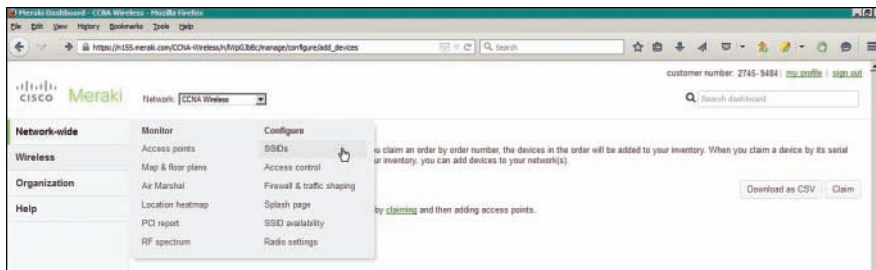 Meraki Dashboard - CCNA Wireless - Mozilla Firefox
File Edit View History Bookmarks Tools Help
https://n155.meraki.com/CCNA-Wireless/n/WpG3bBc/manage/configure/add_devices
Search
customer number: 2745-9484 | my profile | sign out
CISCO Meraki
Network: CCNA Wireless
Search dashboard
Network-wide
Wireless
Organization
Help
Monitor
Access points
Map & floor plans
Air Marshal
Location heatmap
PCI report
RF spectrum
Configure
SSIDs
Access control
Firewall & traffic shaping
Splash page
SSID availability
Radio settings
u claim an order by order number, the devices in the order will be added to your inventory. When you claim a device by its serial
ur inventory, you can add devices to your network(s).
Download as CSV Claim
by claiming and then adding access points.